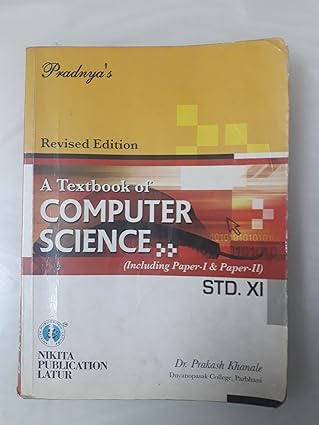 Pradnya's
Revised Edition
A Textbook of
COMPUTER
SCIENCE
(Including Paper-I & Paper-II)
STD. XI
NIKITA
PUBLICATION
LATUR
Dr. Prakash Khanale
Dnyanopasak College, Parbhani